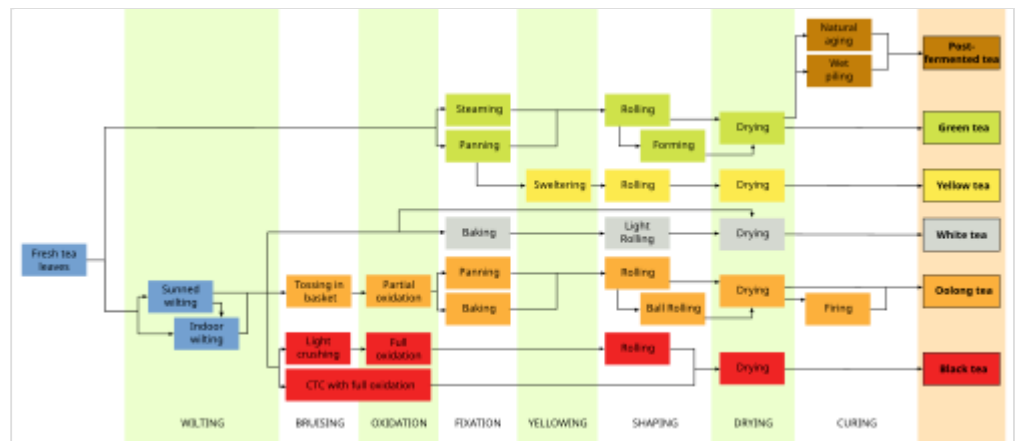 Natural
aging
Wet
piling
Post-
fermented tea
Steaming
Rolling
Panning
Forming
Drying
Green tea
Sweltering
Rolling
Drying
Yellow tea
Baking
Light
Rolling
Drying
White tea
Fresh tea
leaves
Sunned
wilting
Indoor
wilting
Tossing in
basket
Partial
oxidation
Panning
Baking
Rolling
Ball Rolling
Drying
Firing
Oolong tea
Light
crushing
Full
oxidation
Rolling
CTC with full oxidation
Drying
Black tea
WILTING
BRUISING
OXIDATION
FIXATION
YELLOWING
SHAPING
DRYING
CURING